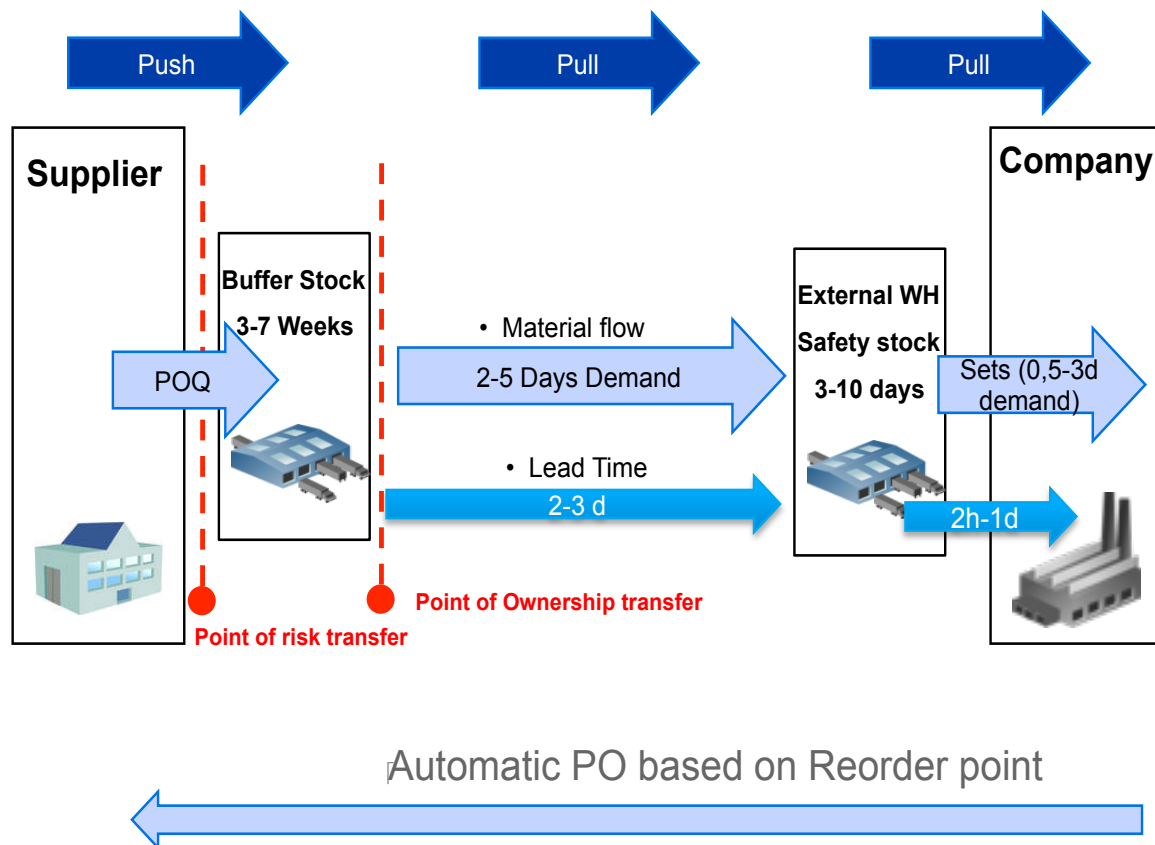 Push
Pull
Pull
Supplier
Company
Buffer Stock
3-7 Weeks
External WH
Safety stock
3-10 days
• Material flow
POQ
2-5 Days Demand
Sets (0,5-3d
demand)
• Lead Time
2-3 d
2h-1d
Point of Ownership transfer
Point of risk transfer
Automatic PO based on Reorder point